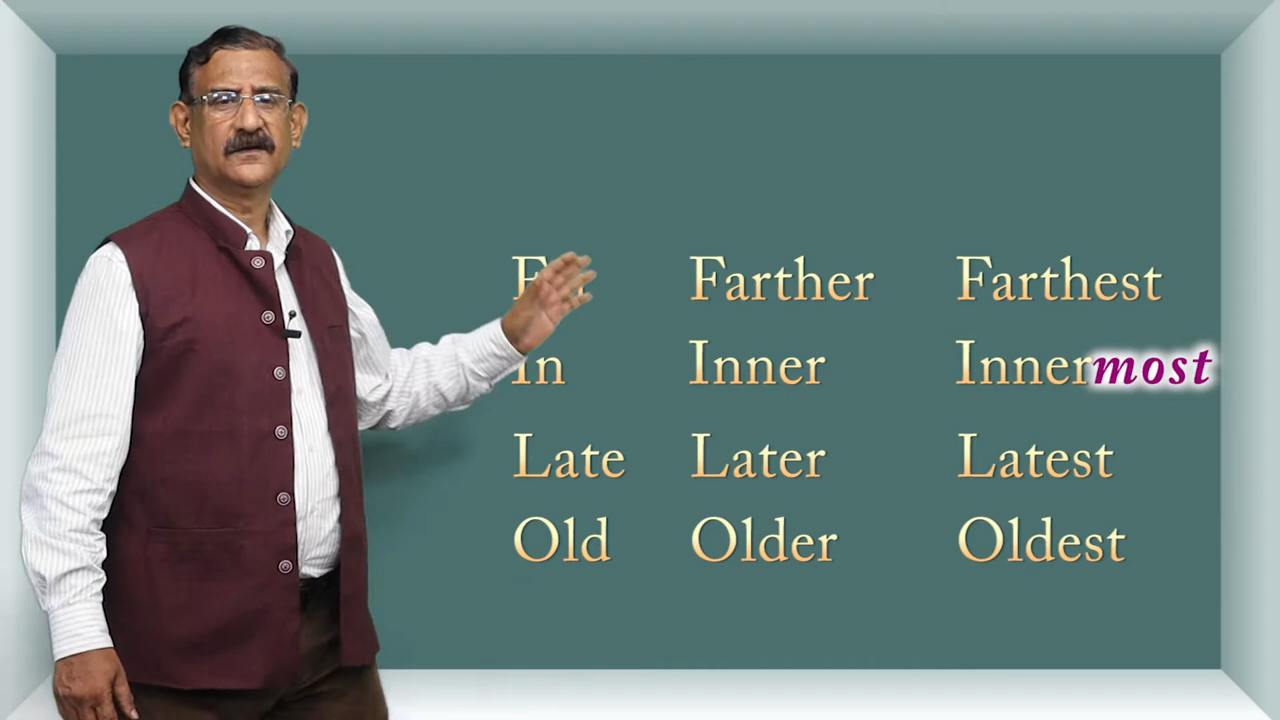 Farther Farthest
In Inner Innermost
Late Later Latest
Old Older Oldest